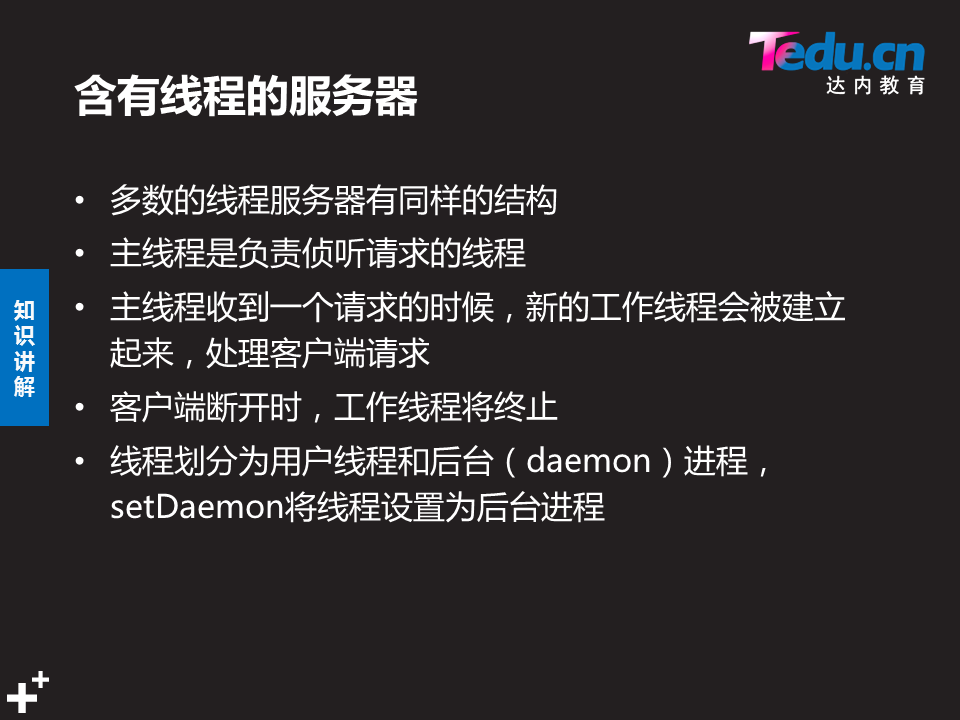 Tedu.cn
达内教育
含有线程的服务器
• 多数的线程服务器有同样的结构
• 主线程是负责侦听请求的线程
• 主线程收到一个请求的时候，新的工作线程会被建立
起来，处理客户端请求
• 客户端断开时，工作线程将终止
• 线程划分为用户线程和后台（daemon）进程，
setDaemon将线程设置为后台进程
知
识
讲
解